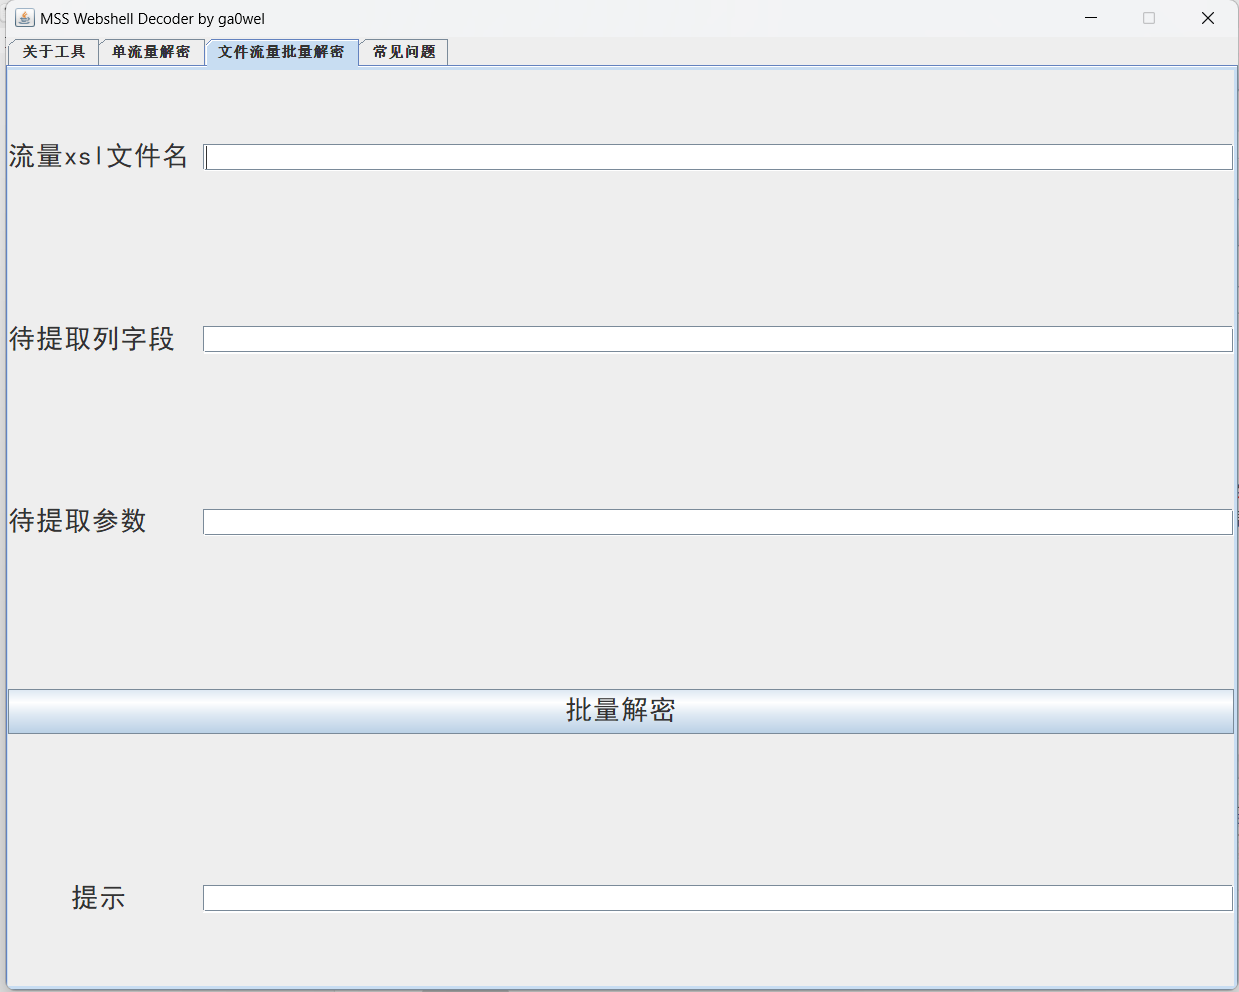 MSS Webshell Decoder by ga0wel
关于工具 单流量解密 文件流量批量解密 常见问题
流量xsl文件名
待提取列字段
待提取参数
批量解密
提示